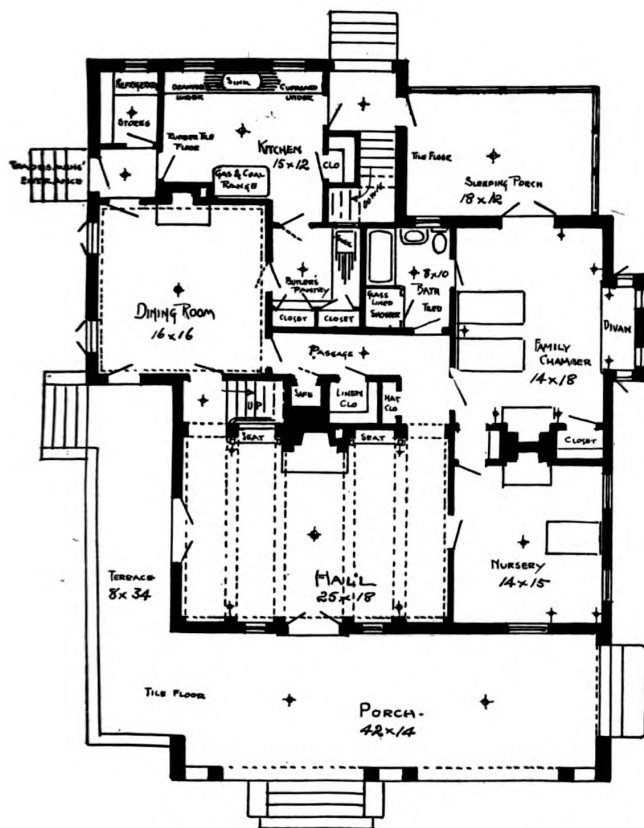 REFRIGERATOR
STORES
DRAWERS
UNDER
SINK
CUPBOARD
UNDER
TRADESMENS'
ENTRANCE
RUBBER TILE
FLOOR
KITCHEN
15 x 12
GAS & COAL
RANGE
CLO
DOWN
TILE FLOOR
SLEEPING PORCH
18 x 12
DINING ROOM
16 x 16
BUTLER'S
PANTRY
CLOSET
CLOSET
8 x 10
BATH
TILED
GLASS
LINED
SHOWER
FAMILY
CHAMBER
14 x 18
DIVAN
PASSAGE
UP
SAFE
LINEN
CLO
HAT
CLO
CLOSET
SEAT
SEAT
TERRACE
8 x 34
HALL
25 x 18
NURSERY
14 x 15
TILE FLOOR
PORCH-
42 x 14